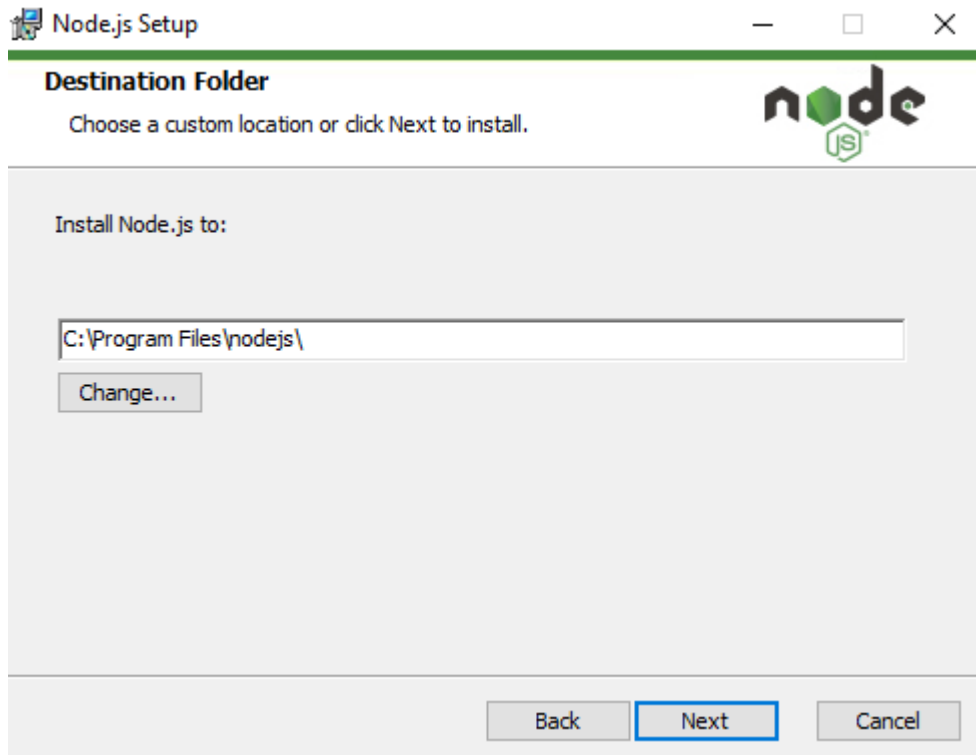 Node.js Setup
Destination Folder
Choose a custom location or click Next to install.
node
JS
Install Node.js to:
C:\Program Files\nodejs\
Change...
Back Next Cancel